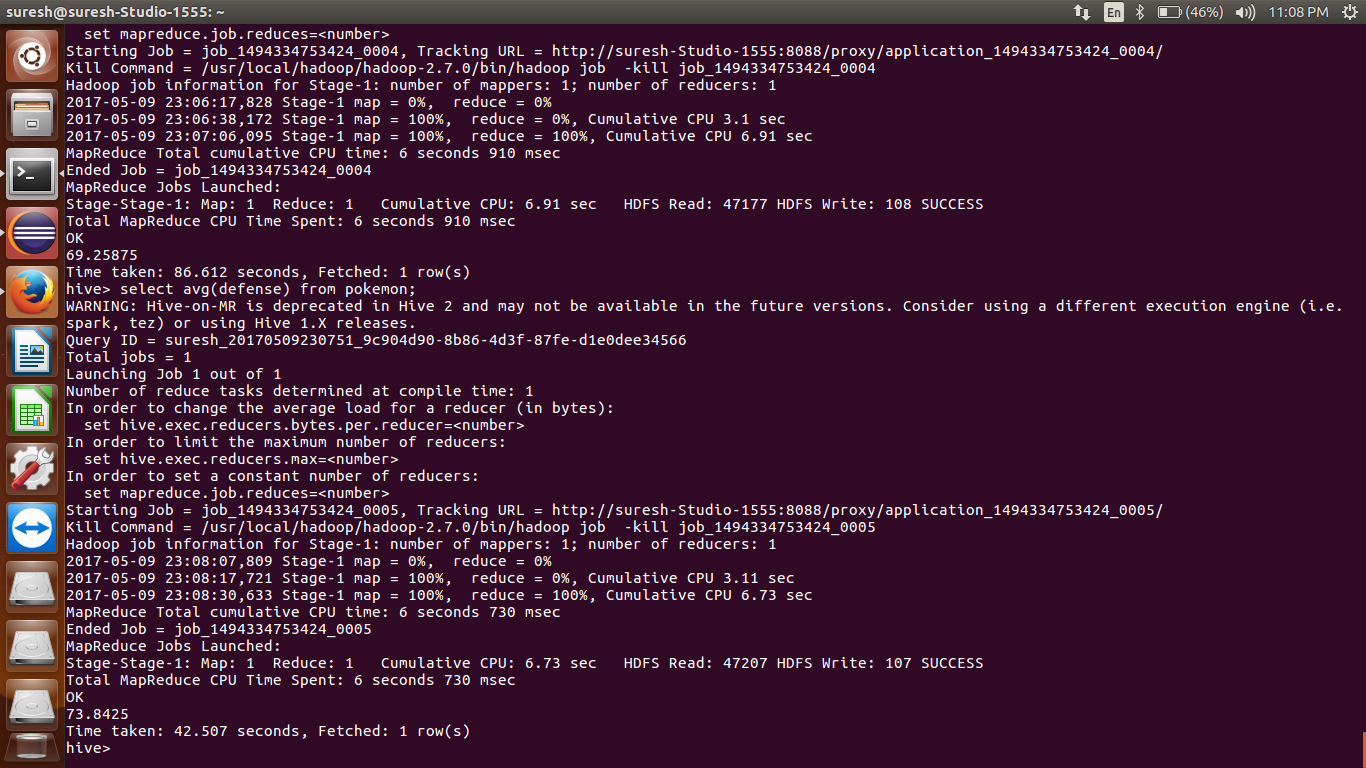 suresh@suresh-Studio-1555: ~
En
(46%)
11:08 PM
  set mapreduce.job.reduces=<number>
Starting Job = job_1494334753424_0004, Tracking URL = http://suresh-Studio-1555:8088/proxy/application_1494334753424_0004/
Kill Command = /usr/local/hadoop/hadoop-2.7.0/bin/hadoop job  -kill job_1494334753424_0004
Hadoop job information for Stage-1: number of mappers: 1; number of reducers: 1
2017-05-09 23:06:17,828 Stage-1 map = 0%,  reduce = 0%
2017-05-09 23:06:38,172 Stage-1 map = 100%,  reduce = 0%, Cumulative CPU 3.1 sec
2017-05-09 23:07:06,095 Stage-1 map = 100%,  reduce = 100%, Cumulative CPU 6.91 sec
MapReduce Total cumulative CPU time: 6 seconds 910 msec
Ended Job = job_1494334753424_0004
MapReduce Jobs Launched:
Stage-Stage-1: Map: 1  Reduce: 1   Cumulative CPU: 6.91 sec   HDFS Read: 47177 HDFS Write: 108 SUCCESS
Total MapReduce CPU Time Spent: 6 seconds 910 msec
OK
69.25875
Time taken: 86.612 seconds, Fetched: 1 row(s)
hive> select avg(defense) from pokemon;
WARNING: Hive-on-MR is deprecated in Hive 2 and may not be available in the future versions. Consider using a different execution engine (i.e.
spark, tez) or using Hive 1.X releases.
Query ID = suresh_20170509230751_9c904d90-8b86-4d3f-87fe-d1e0dee34566
Total jobs = 1
Launching Job 1 out of 1
Number of reduce tasks determined at compile time: 1
In order to change the average load for a reducer (in bytes):
  set hive.exec.reducers.bytes.per.reducer=<number>
In order to limit the maximum number of reducers:
  set hive.exec.reducers.max=<number>
In order to set a constant number of reducers:
  set mapreduce.job.reduces=<number>
Starting Job = job_1494334753424_0005, Tracking URL = http://suresh-Studio-1555:8088/proxy/application_1494334753424_0005/
Kill Command = /usr/local/hadoop/hadoop-2.7.0/bin/hadoop job  -kill job_1494334753424_0005
Hadoop job information for Stage-1: number of mappers: 1; number of reducers: 1
2017-05-09 23:08:07,809 Stage-1 map = 0%,  reduce = 0%
2017-05-09 23:08:17,721 Stage-1 map = 100%,  reduce = 0%, Cumulative CPU 3.11 sec
2017-05-09 23:08:30,633 Stage-1 map = 100%,  reduce = 100%, Cumulative CPU 6.73 sec
MapReduce Total cumulative CPU time: 6 seconds 730 msec
Ended Job = job_1494334753424_0005
MapReduce Jobs Launched:
Stage-Stage-1: Map: 1  Reduce: 1   Cumulative CPU: 6.73 sec   HDFS Read: 47207 HDFS Write: 107 SUCCESS
Total MapReduce CPU Time Spent: 6 seconds 730 msec
OK
73.8425
Time taken: 42.507 seconds, Fetched: 1 row(s)
hive>